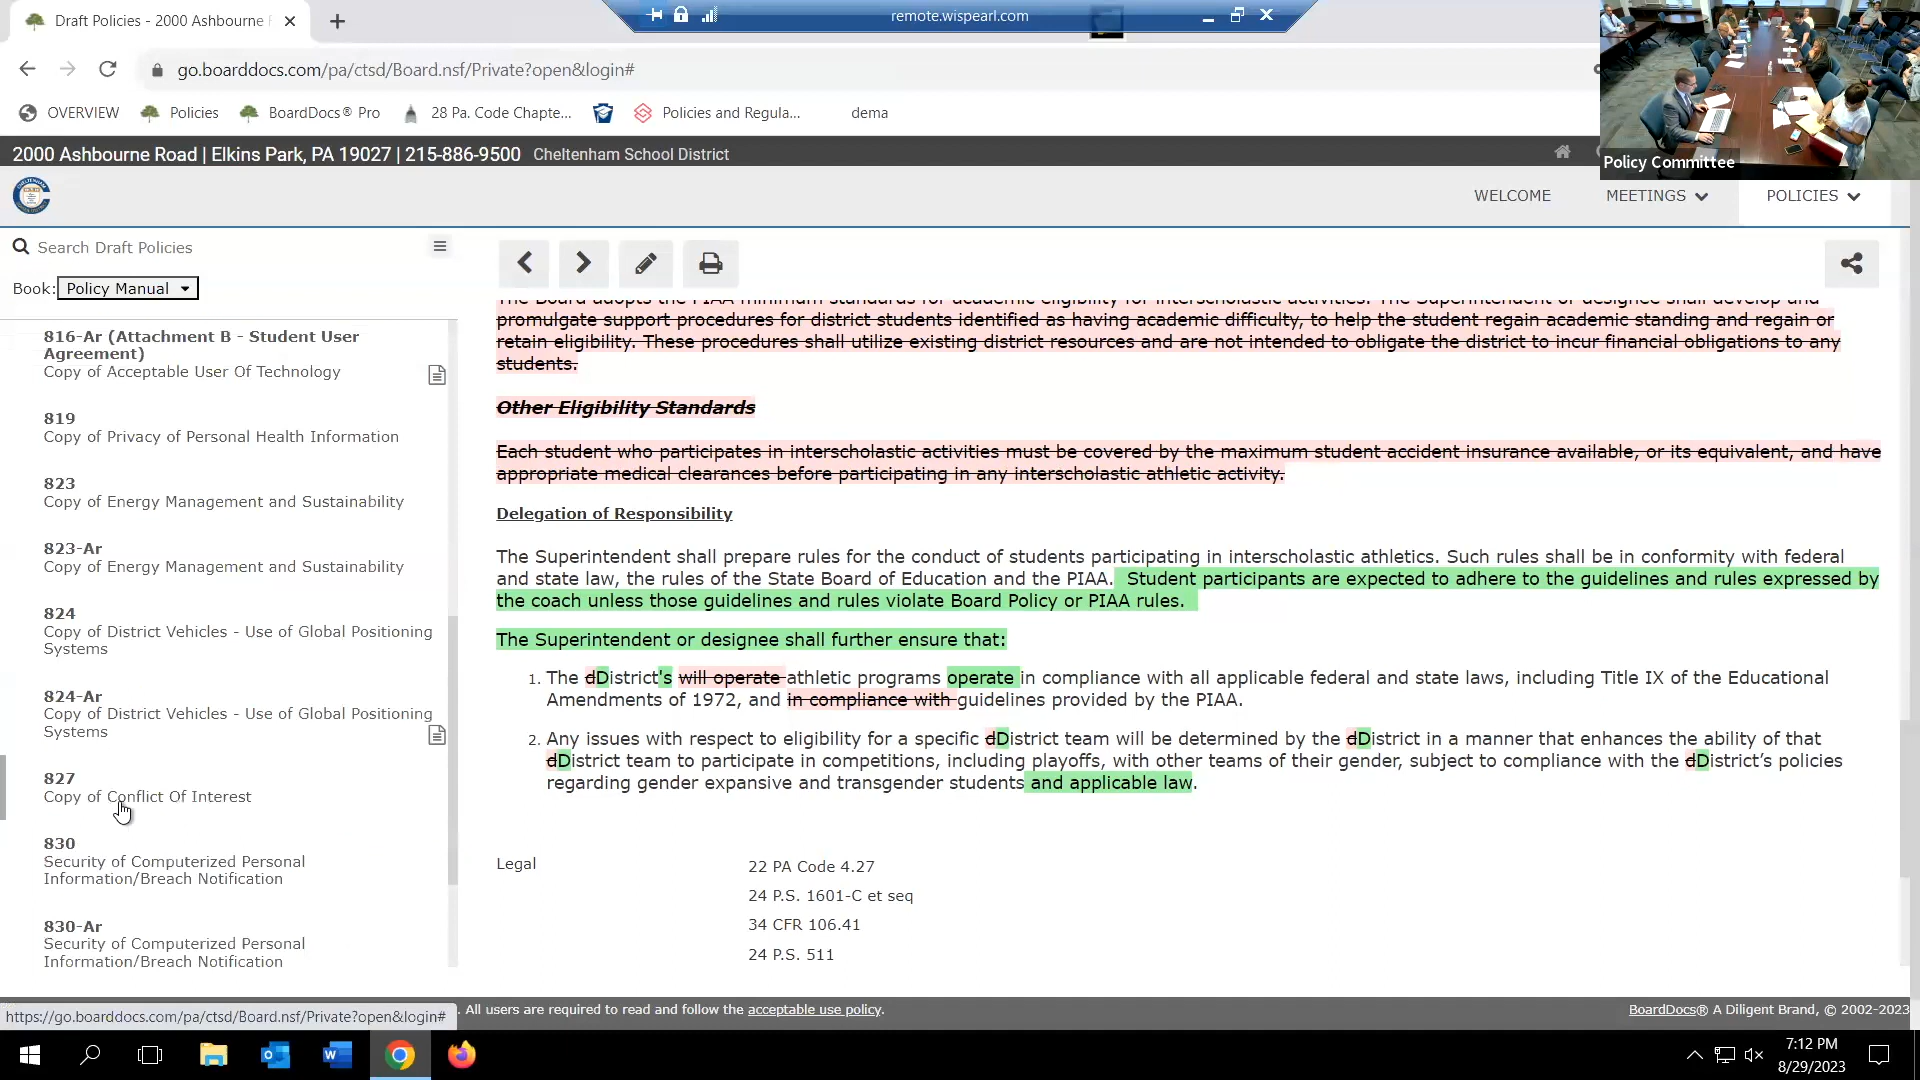 Draft Policies - 2000 Ashbourne
remote.wispearl.com
go.boarddocs.com/pa/ctsd/Board.nsf/Private?open&login#
OVERVIEW Policies BoardDocs® Pro 28 Pa. Code Chapte... Policies and Regula... dema
2000 Ashbourne Road | Elkins Park, PA 19027 | 215-886-9500 Cheltenham School District
Policy Committee
WELCOME MEETINGS POLICIES
Search Draft Policies
Book: Policy Manual
816-Ar (Attachment B - Student User
Agreement)
Copy of Acceptable User Of Technology
819
Copy of Privacy of Personal Health Information
823
Copy of Energy Management and Sustainability
823-Ar
Copy of Energy Management and Sustainability
824
Copy of District Vehicles - Use of Global Positioning
Systems
824-Ar
Copy of District Vehicles - Use of Global Positioning
Systems
827
Copy of Conflict Of Interest
830
Security of Computerized Personal
Information/Breach Notification
830-Ar
Security of Computerized Personal
Information/Breach Notification
The Board adopts the PIAA minimum standards for academic eligibility for interscholastic activities. The Superintendent or designee shall develop and
promulgate support procedures for district students identified as having academic difficulty, to help the student regain academic standing and regain or
retain eligibility. These procedures shall utilize existing district resources and are not intended to obligate the district to incur financial obligations to any
students.
Other Eligibility Standards
Each student who participates in interscholastic activities must be covered by the maximum student accident insurance available, or its equivalent, and have
appropriate medical clearances before participating in any interscholastic athletic activity.
Delegation of Responsibility
The Superintendent shall prepare rules for the conduct of students participating in interscholastic athletics. Such rules shall be in conformity with federal
and state law, the rules of the State Board of Education and the PIAA. Student participants are expected to adhere to the guidelines and rules expressed by
the coach unless those guidelines and rules violate Board Policy or PIAA rules.
The Superintendent or designee shall further ensure that:
1. The dDistrict's will operate athletic programs operate in compliance with all applicable federal and state laws, including Title IX of the Educational
Amendments of 1972, and in compliance with guidelines provided by the PIAA.
2. Any issues with respect to eligibility for a specific dDistrict team will be determined by the dDistrict in a manner that enhances the ability of that
dDistrict team to participate in competitions, including playoffs, with other teams of their gender, subject to compliance with the dDistrict’s policies
regarding gender expansive and transgender students and applicable law.
Legal 22 PA Code 4.27
24 P.S. 1601-C et seq
34 CFR 106.41
24 P.S. 511
https://go.boarddocs.com/pa/ctsd/Board.nsf/Private?open&login# . All users are required to read and follow the acceptable use policy. BoardDocs® A Diligent Brand, © 2002-2023
7:12 PM
8/29/2023